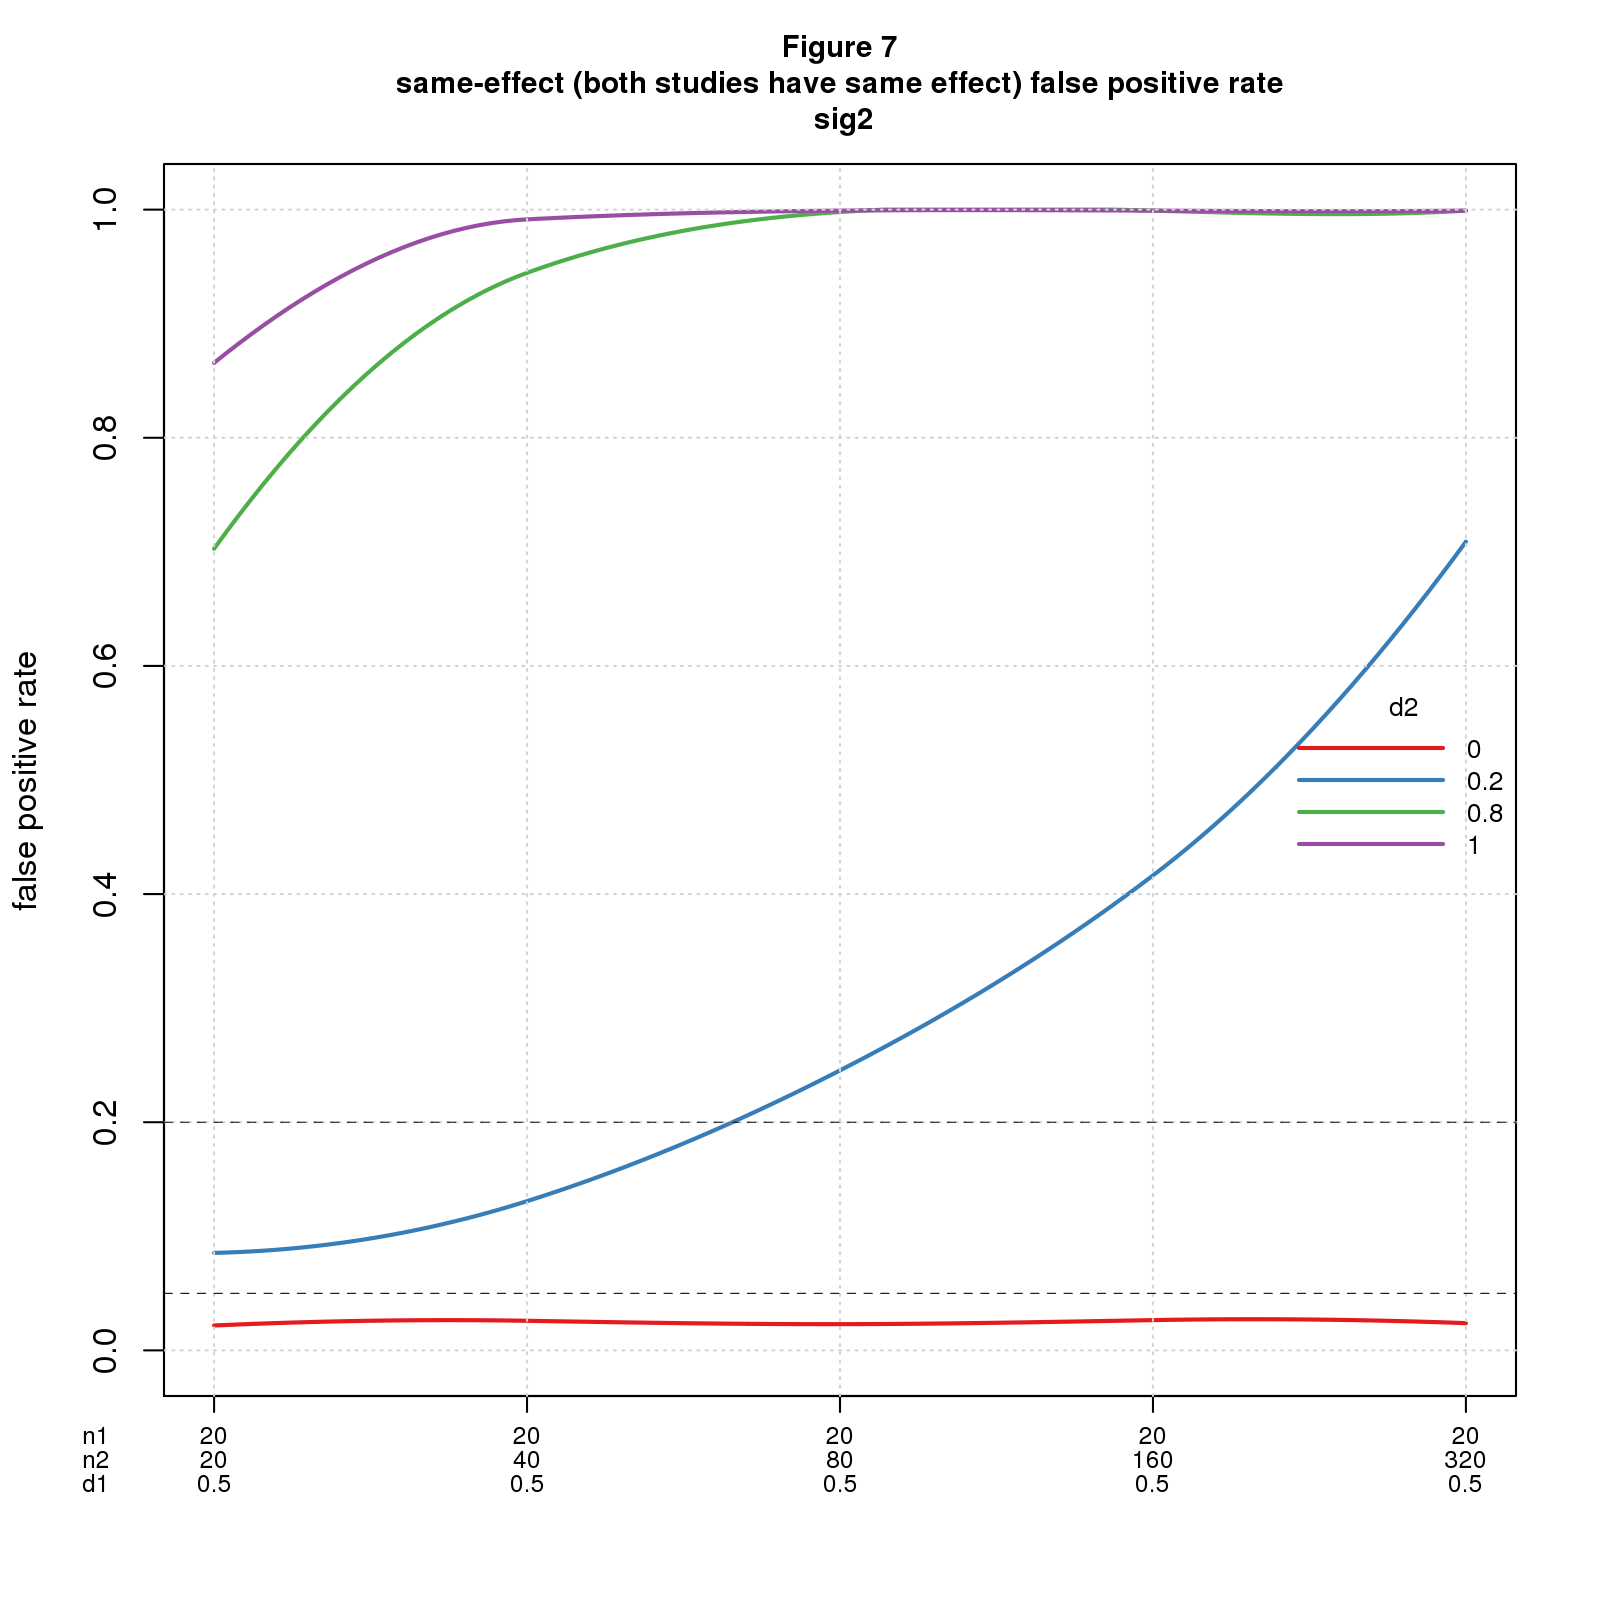 Figure 7
same-effect (both studies have same effect) false positive rate
sig2
false positive rate
1.0
0.8
0.6
0.4
0.2
0.0
d2
0
0.2
0.8
1
n1 20 20 20 20 20
n2 20 40 80 160 320
d1 0.5 0.5 0.5 0.5 0.5